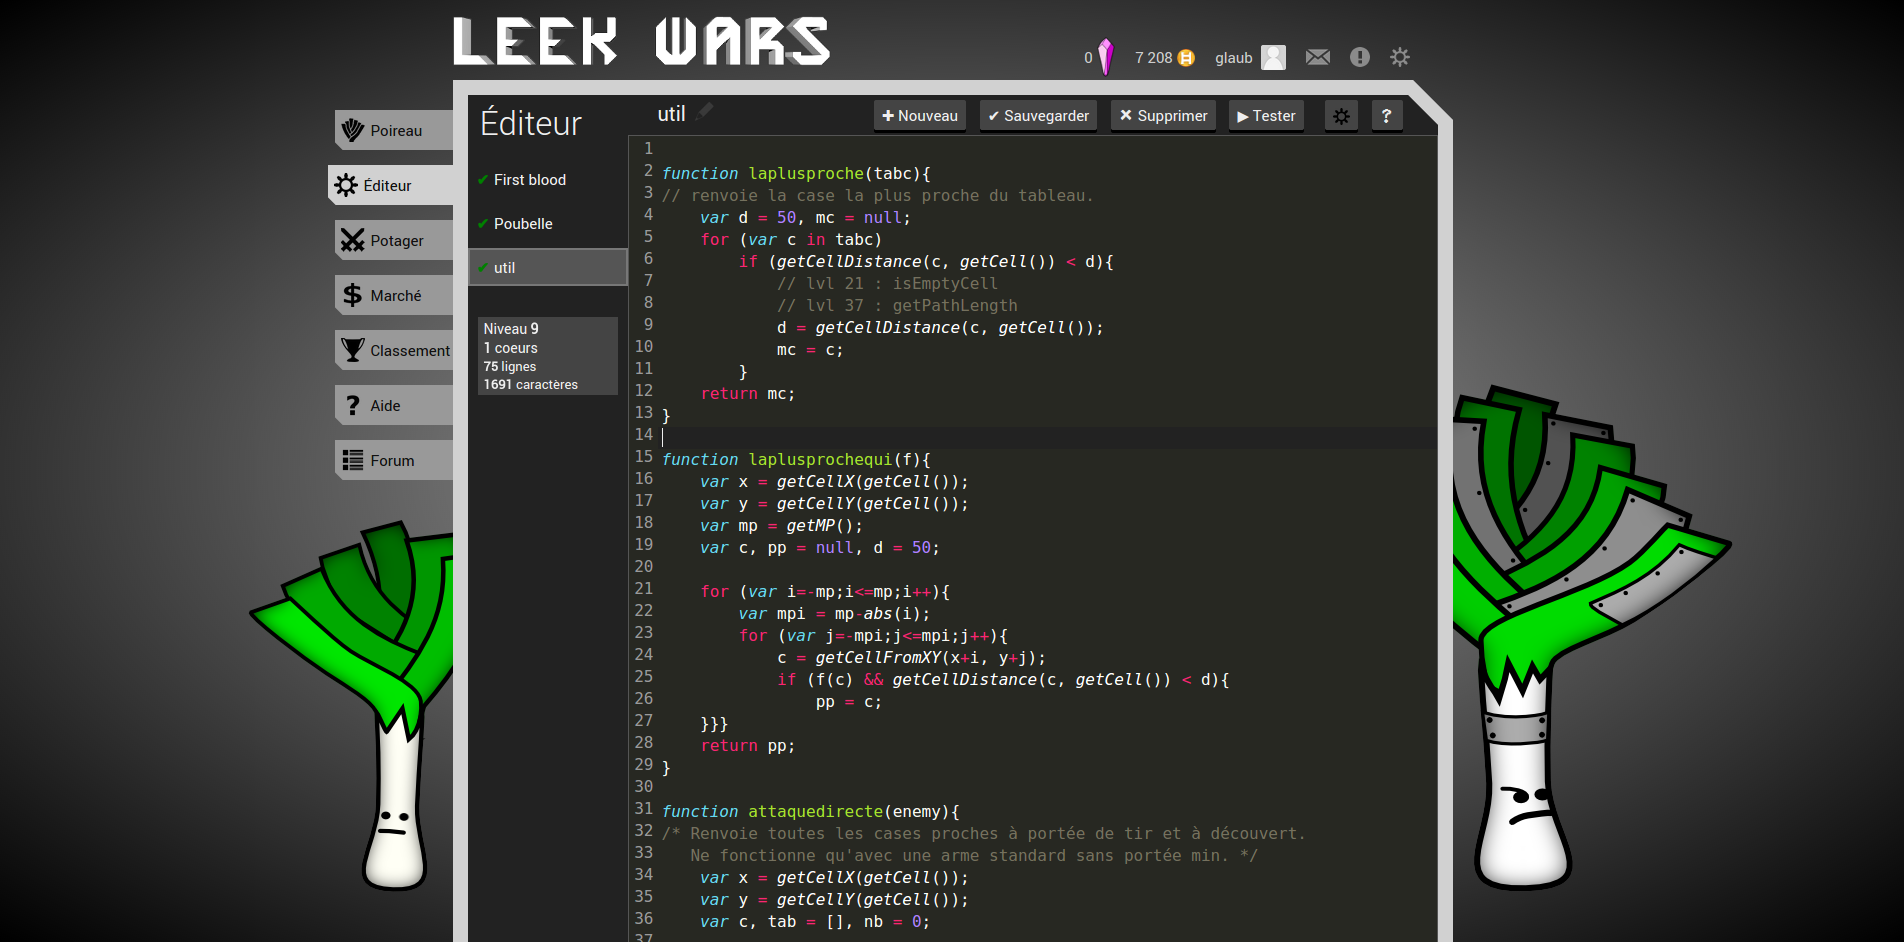 LEEK WARS
0 7 208 glaub
Poireau
Éditeur
Potager
Marché
Classement
Aide
Forum
Éditeur
First blood
Poubelle
util
Niveau 9
1 coeurs
75 lignes
1691 caractères
util
Nouveau Sauvegarder Supprimer Tester ?
1
2 function laplusproche(tabc){
3 // renvoie la case la plus proche du tableau.
4     var d = 50, mc = null;
5     for (var c in tabc)
6         if (getCellDistance(c, getCell()) < d){
7             // lvl 21 : isEmptyCell
8             // lvl 37 : getPathLength
9             d = getCellDistance(c, getCell());
10             mc = c;
11         }
12     return mc;
13 }
14
15 function laplusprochequi(f){
16     var x = getCellX(getCell());
17     var y = getCellY(getCell());
18     var mp = getMP();
19     var c, pp = null, d = 50;
20
21     for (var i=-mp;i<=mp;i++){
22         var mpi = mp-abs(i);
23         for (var j=-mpi;j<=mpi;j++){
24             c = getCellFromXY(x+i, y+j);
25             if (f(c) && getCellDistance(c, getCell()) < d){
26                 pp = c;
27     }}}
28     return pp;
29 }
30
31 function attaquedirecte(enemy){
32 /* Renvoie toutes les cases proches à portée de tir et à découvert.
33    Ne fonctionne qu'avec une arme standard sans portée min. */
34     var x = getCellX(getCell());
35     var y = getCellY(getCell());
36     var c, tab = [], nb = 0;
37